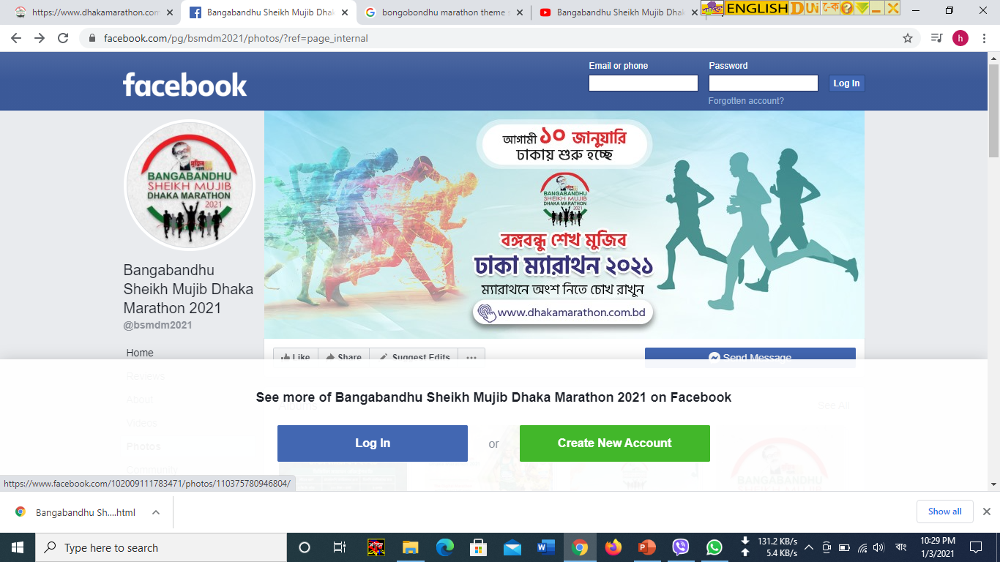 https://www.dhakamarathon.com
Bangabandhu Sheikh Mujib Dhak
bongobondhu marathon theme s
Bangabandhu Sheikh Mujib Dhak
ENGLISH
facebook.com/pg/bsmdm2021/photos/?ref=page_internal
h
facebook
Email or phone
Password
Log In
Forgotten account?
BANGABANDHU
SHEIKH MUJIB
DHAKA MARATHON
2021
Bangabandhu
Sheikh Mujib Dhaka
Marathon 2021
@bsmdm2021
Home
Reviews
About
Videos
Photos
Community
আগামী ১০ জানুয়ারি
ঢাকায় শুরু হচ্ছে
BANGABANDHU
SHEIKH MUJIB
DHAKA MARATHON
2021
বঙ্গবন্ধু শেখ মুজিব
ঢাকা ম্যারাথন ২০২১
ম্যারাথনে অংশ নিতে চোখ রাখুন
www.dhakamarathon.com.bd
Like
Share
Suggest Edits
Send Message
See All
See more of Bangabandhu Sheikh Mujib Dhaka Marathon 2021 on Facebook
Log In
or
Create New Account
BANGABANDHU
https://www.facebook.com/102009111783471/photos/110375780946804/
Bangabandhu Sh....html
Show all
Type here to search
131.2 KB/s
5.4 KB/s
বাং
10:29 PM
1/3/2021